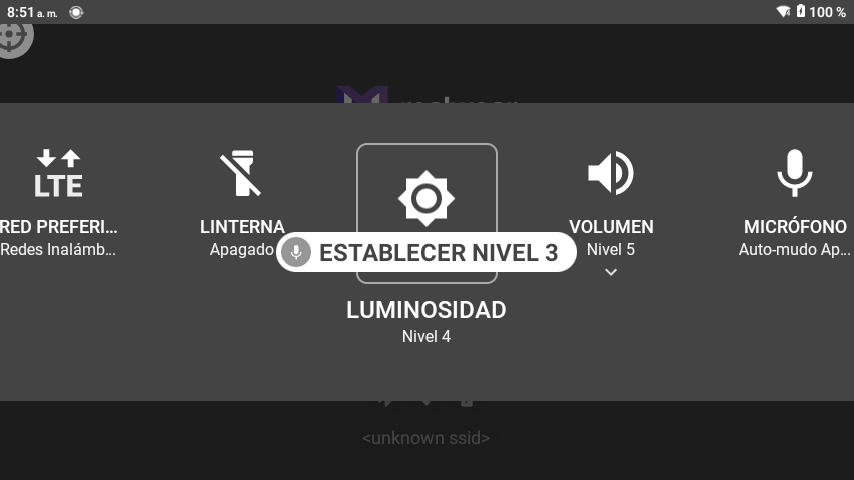 8:51 a. m.
100 %
RED PREFERI...
Redes Inalámb...
LINTERNA
Apagado
ESTABLECER NIVEL 3
LUMINOSIDAD
Nivel 4
VOLUMEN
Nivel 5
MICRÓFONO
Auto-mudo Ap...
<unknown ssid>